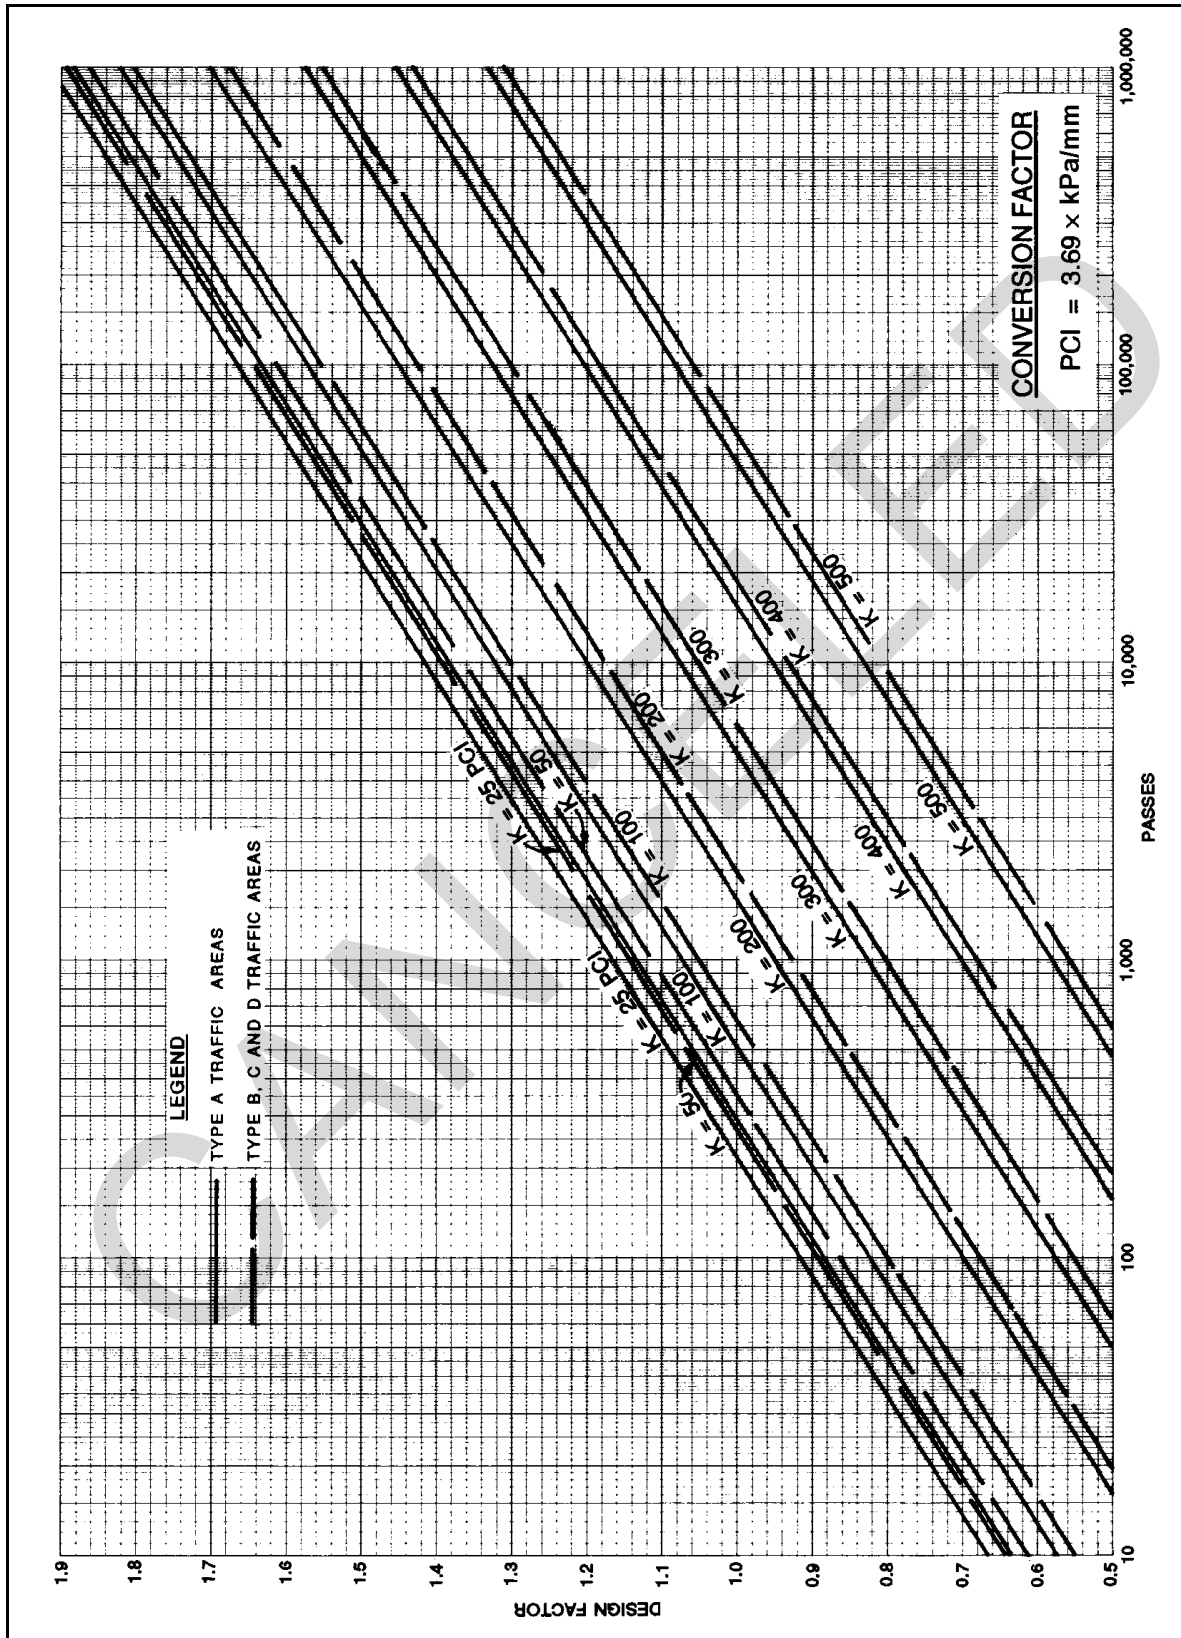 LEGEND
TYPE A TRAFFIC AREAS
TYPE B, C AND D TRAFFIC AREAS
DESIGN FACTOR
1.9
1.8
1.7
1.6
1.5
1.4
1.3
1.2
1.1
1.0
0.9
0.8
0.7
0.6
0.5
K = 25 PCI
K = 50
K = 100
K = 200
K = 300
K = 400
K = 500
K = 25 PCI
K = 50
K = 100
K = 200
K = 300
K = 400
K = 500
CONVERSION FACTOR
PCI = 3.69 × kPa/mm
10
100
1,000
10,000
100,000
1,000,000
PASSES
CANCELED